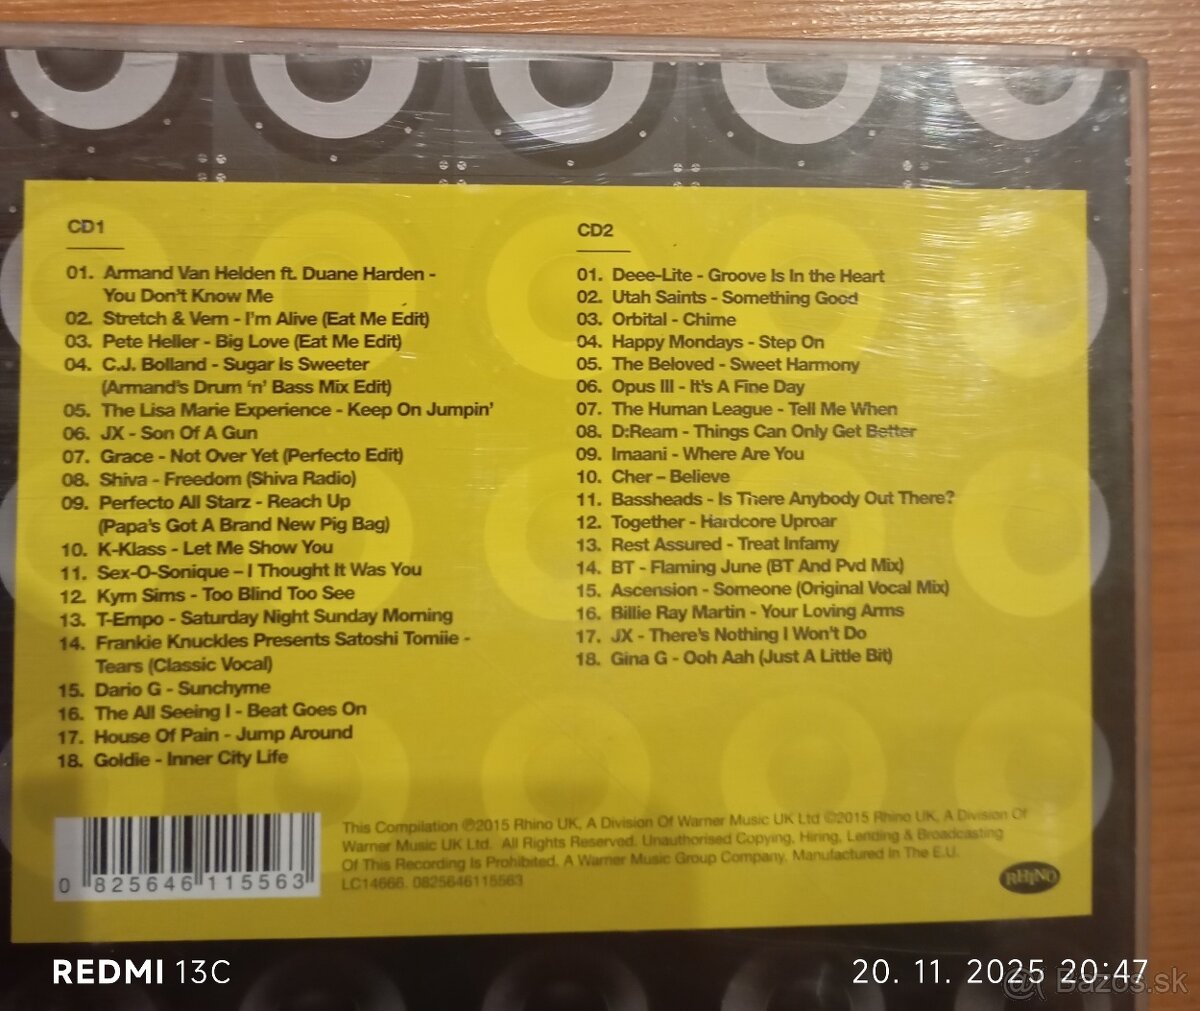 CD1
01. Armand Van Helden ft. Duane Harden -
You Don't Know Me
02. Stretch & Vern - I'm Alive (Eat Me Edit)
03. Pete Heller - Big Love (Eat Me Edit)
04. C.J. Bolland - Sugar Is Sweeter
(Armand's Drum 'n' Bass Mix Edit)
05. The Lisa Marie Experience - Keep On Jumpin'
06. JX - Son Of A Gun
07. Grace - Not Over Yet (Perfecto Edit)
08. Shiva - Freedom (Shiva Radio)
09. Perfecto All Starz - Reach Up
(Papa's Got A Brand New Pig Bag)
10. K-Klass - Let Me Show You
11. Sex-O-Sonique – I Thought It Was You
12. Kym Sims - Too Blind Too See
13. T-Empo - Saturday Night Sunday Morning
14. Frankie Knuckles Presents Satoshi Tomiie -
Tears (Classic Vocal)
15. Dario G - Sunchyme
16. The All Seeing I - Beat Goes On
17. House Of Pain - Jump Around
18. Goldie - Inner City Life
CD2
01. Deee-Lite - Groove Is In the Heart
02. Utah Saints - Something Good
03. Orbital - Chime
04. Happy Mondays - Step On
05. The Beloved - Sweet Harmony
06. Opus III - It's A Fine Day
07. The Human League - Tell Me When
08. D:Ream - Things Can Only Get Better
09. Imaani - Where Are You
10. Cher – Believe
11. Bassheads - Is There Anybody Out There?
12. Together - Hardcore Uproar
13. Rest Assured - Treat Infamy
14. BT - Flaming June (BT And Pvd Mix)
15. Ascension - Someone (Original Vocal Mix)
16. Billie Ray Martin - Your Loving Arms
17. JX - There's Nothing I Won't Do
18. Gina G - Ooh Aah (Just A Little Bit)
0 825646 115563
This Compilation ℗2015 Rhino UK, A Division Of Warner Music UK Ltd ©2015 Rhino UK, A Division Of
Warner Music UK Ltd. All Rights Reserved. Unauthorised Copying, Hiring, Lending & Broadcasting
Of This Recording Is Prohibited. A Warner Music Group Company. Manufactured In The E.U.
LC14666. 0825646115563
RHINO
REDMI 13C
20. 11. 2025 20:47
Bazos.sk